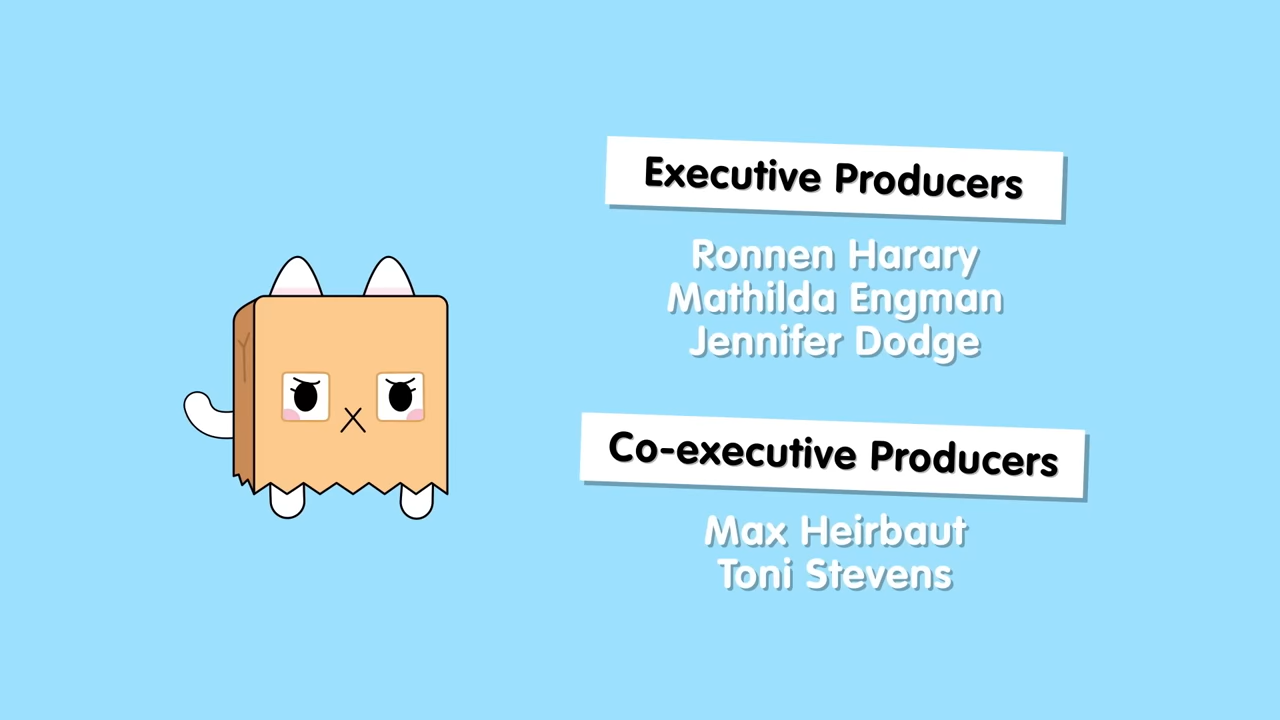 Executive Producers
Ronnen Harary
Mathilda Engman
Jennifer Dodge
Co-executive Producers
Max Heirbaut
Toni Stevens